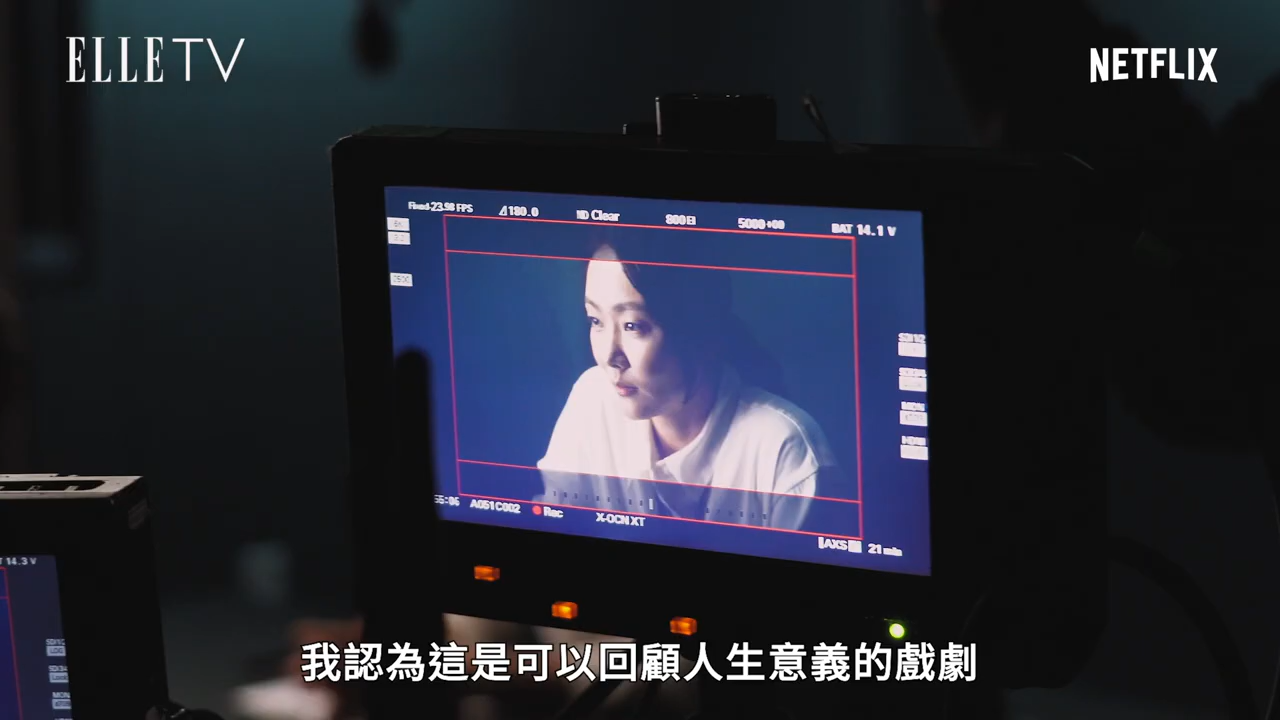 ELLE TV
NETFLIX
Fixed 23.98 FPS
⊿180.0
ND Clear
800EI
5000+00
BAT 14.1 V
55:06
A051C002
Rec
X-OCN XT
AXS
21 min
T 14.3 V
我認為這是可以回顧人生意義的戲劇